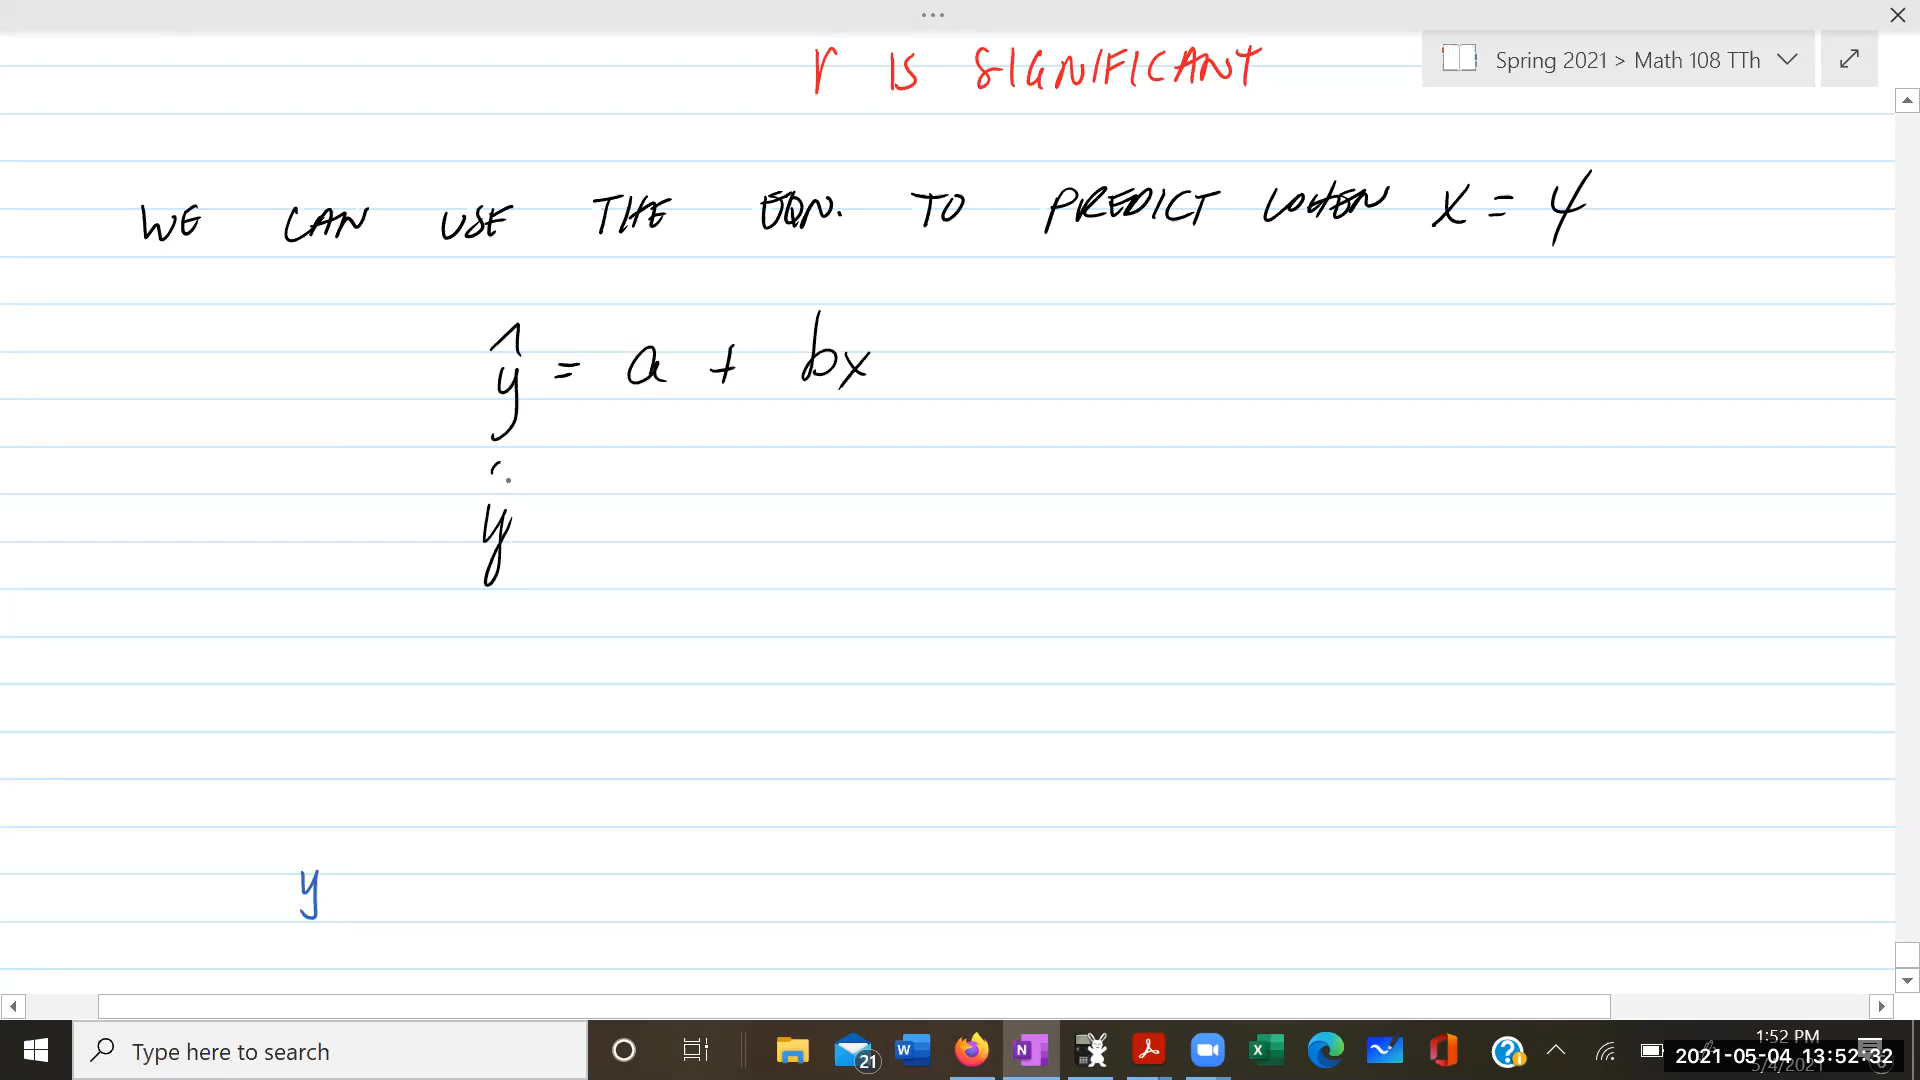 r IS SIGNIFICANT
Spring 2021 > Math 108 TTh
WE CAN USE THE EQN. TO PREDICT WHEN x = 4
ŷ = a + bx
y
y
Type here to search
21
1:52 PM
2021-05-04 13:52:32